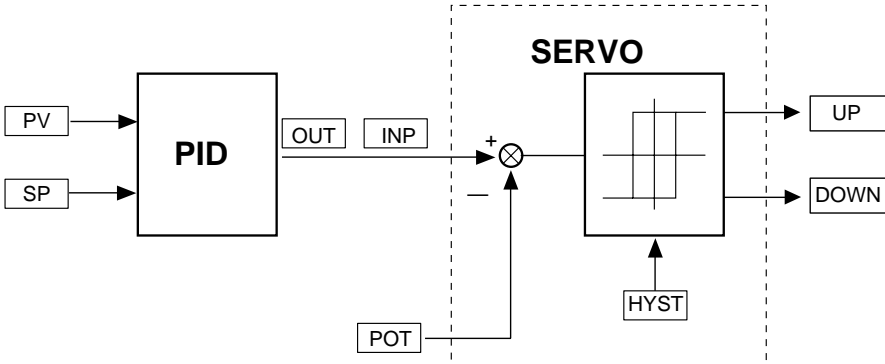 SERVO
PV
PID
OUT
INP
+
UP
SP
—
DOWN
HYST
POT